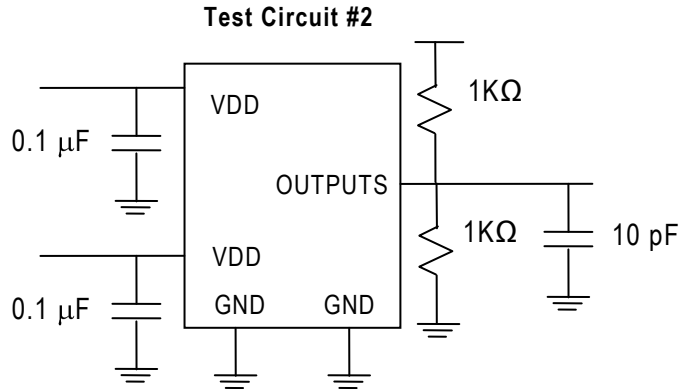 Test Circuit #2
VDD
0.1 μF
1KΩ
OUTPUTS
1KΩ
10 pF
VDD
0.1 μF
GND GND